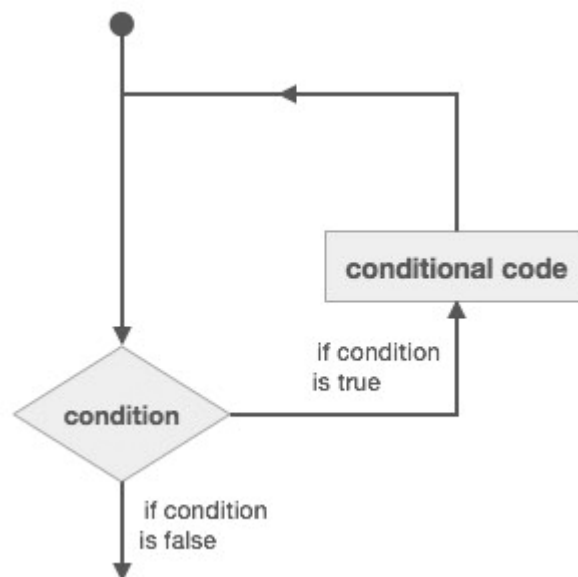 conditional code
if condition
is true
condition
if condition
is false